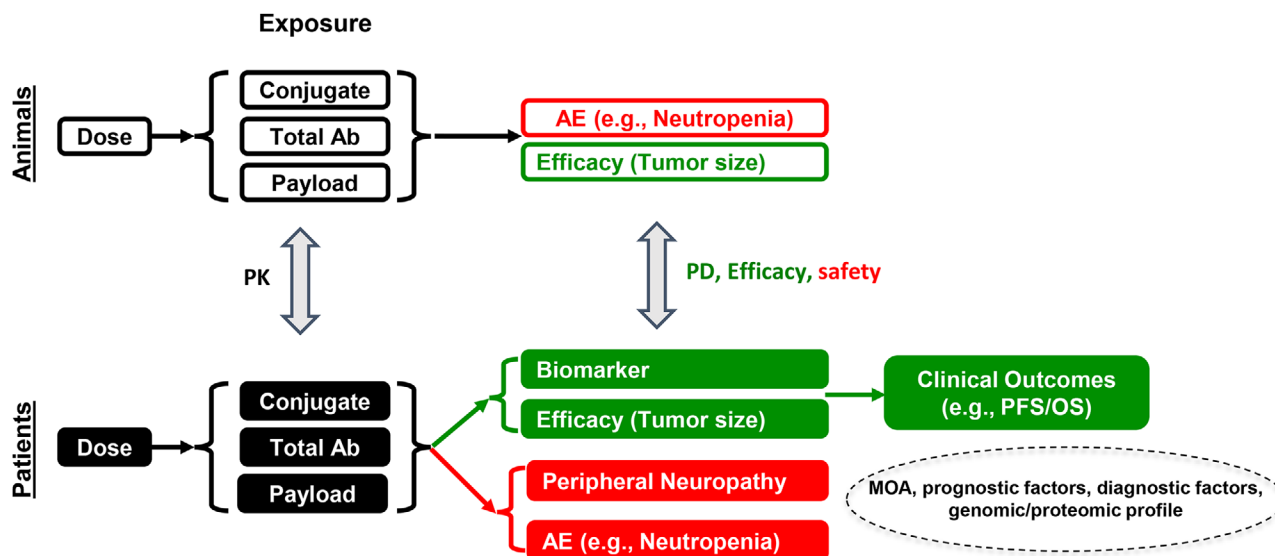 Exposure
Animals
Dose
Conjugate
Total Ab
Payload
AE (e.g., Neutropenia)
Efficacy (Tumor size)
PK
PD, Efficacy, safety
Patients
Dose
Conjugate
Total Ab
Payload
Biomarker
Efficacy (Tumor size)
Clinical Outcomes
(e.g., PFS/OS)
Peripheral Neuropathy
AE (e.g., Neutropenia)
MOA, prognostic factors, diagnostic factors,
genomic/proteomic profile